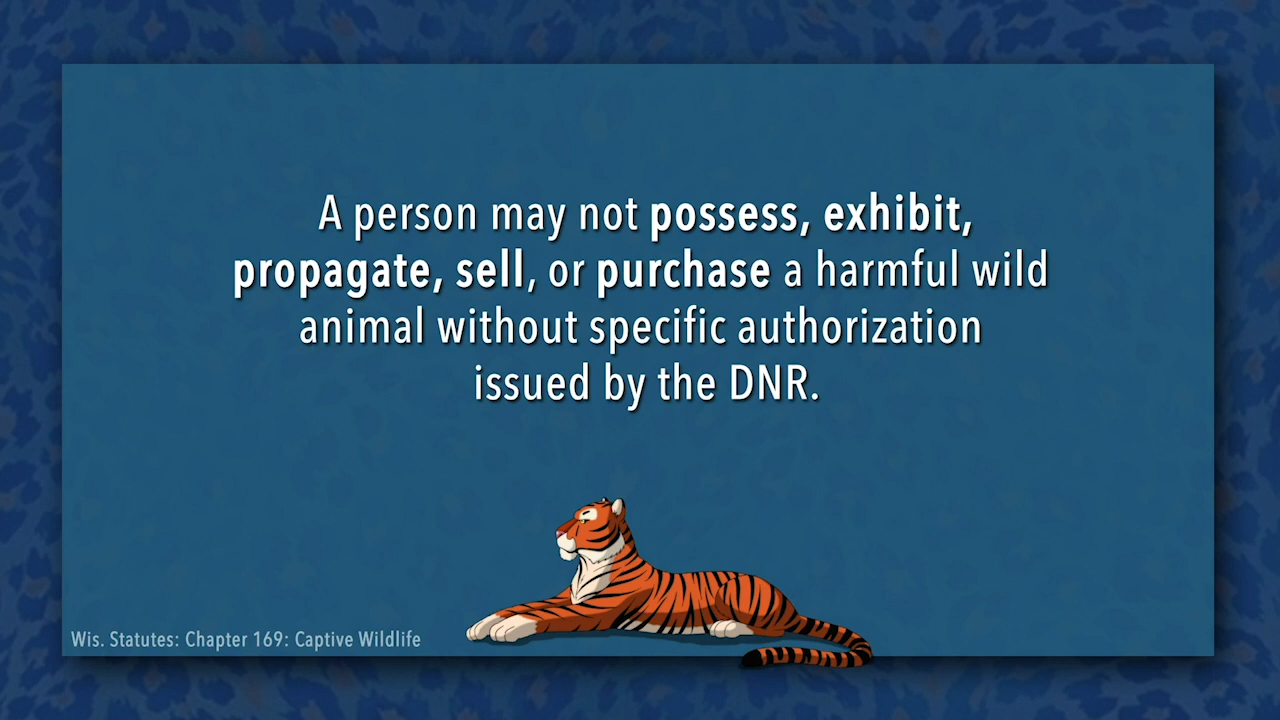 A person may not possess, exhibit,
propagate, sell, or purchase a harmful wild
animal without specific authorization
issued by the DNR.
Wis. Statutes: Chapter 169: Captive Wildlife